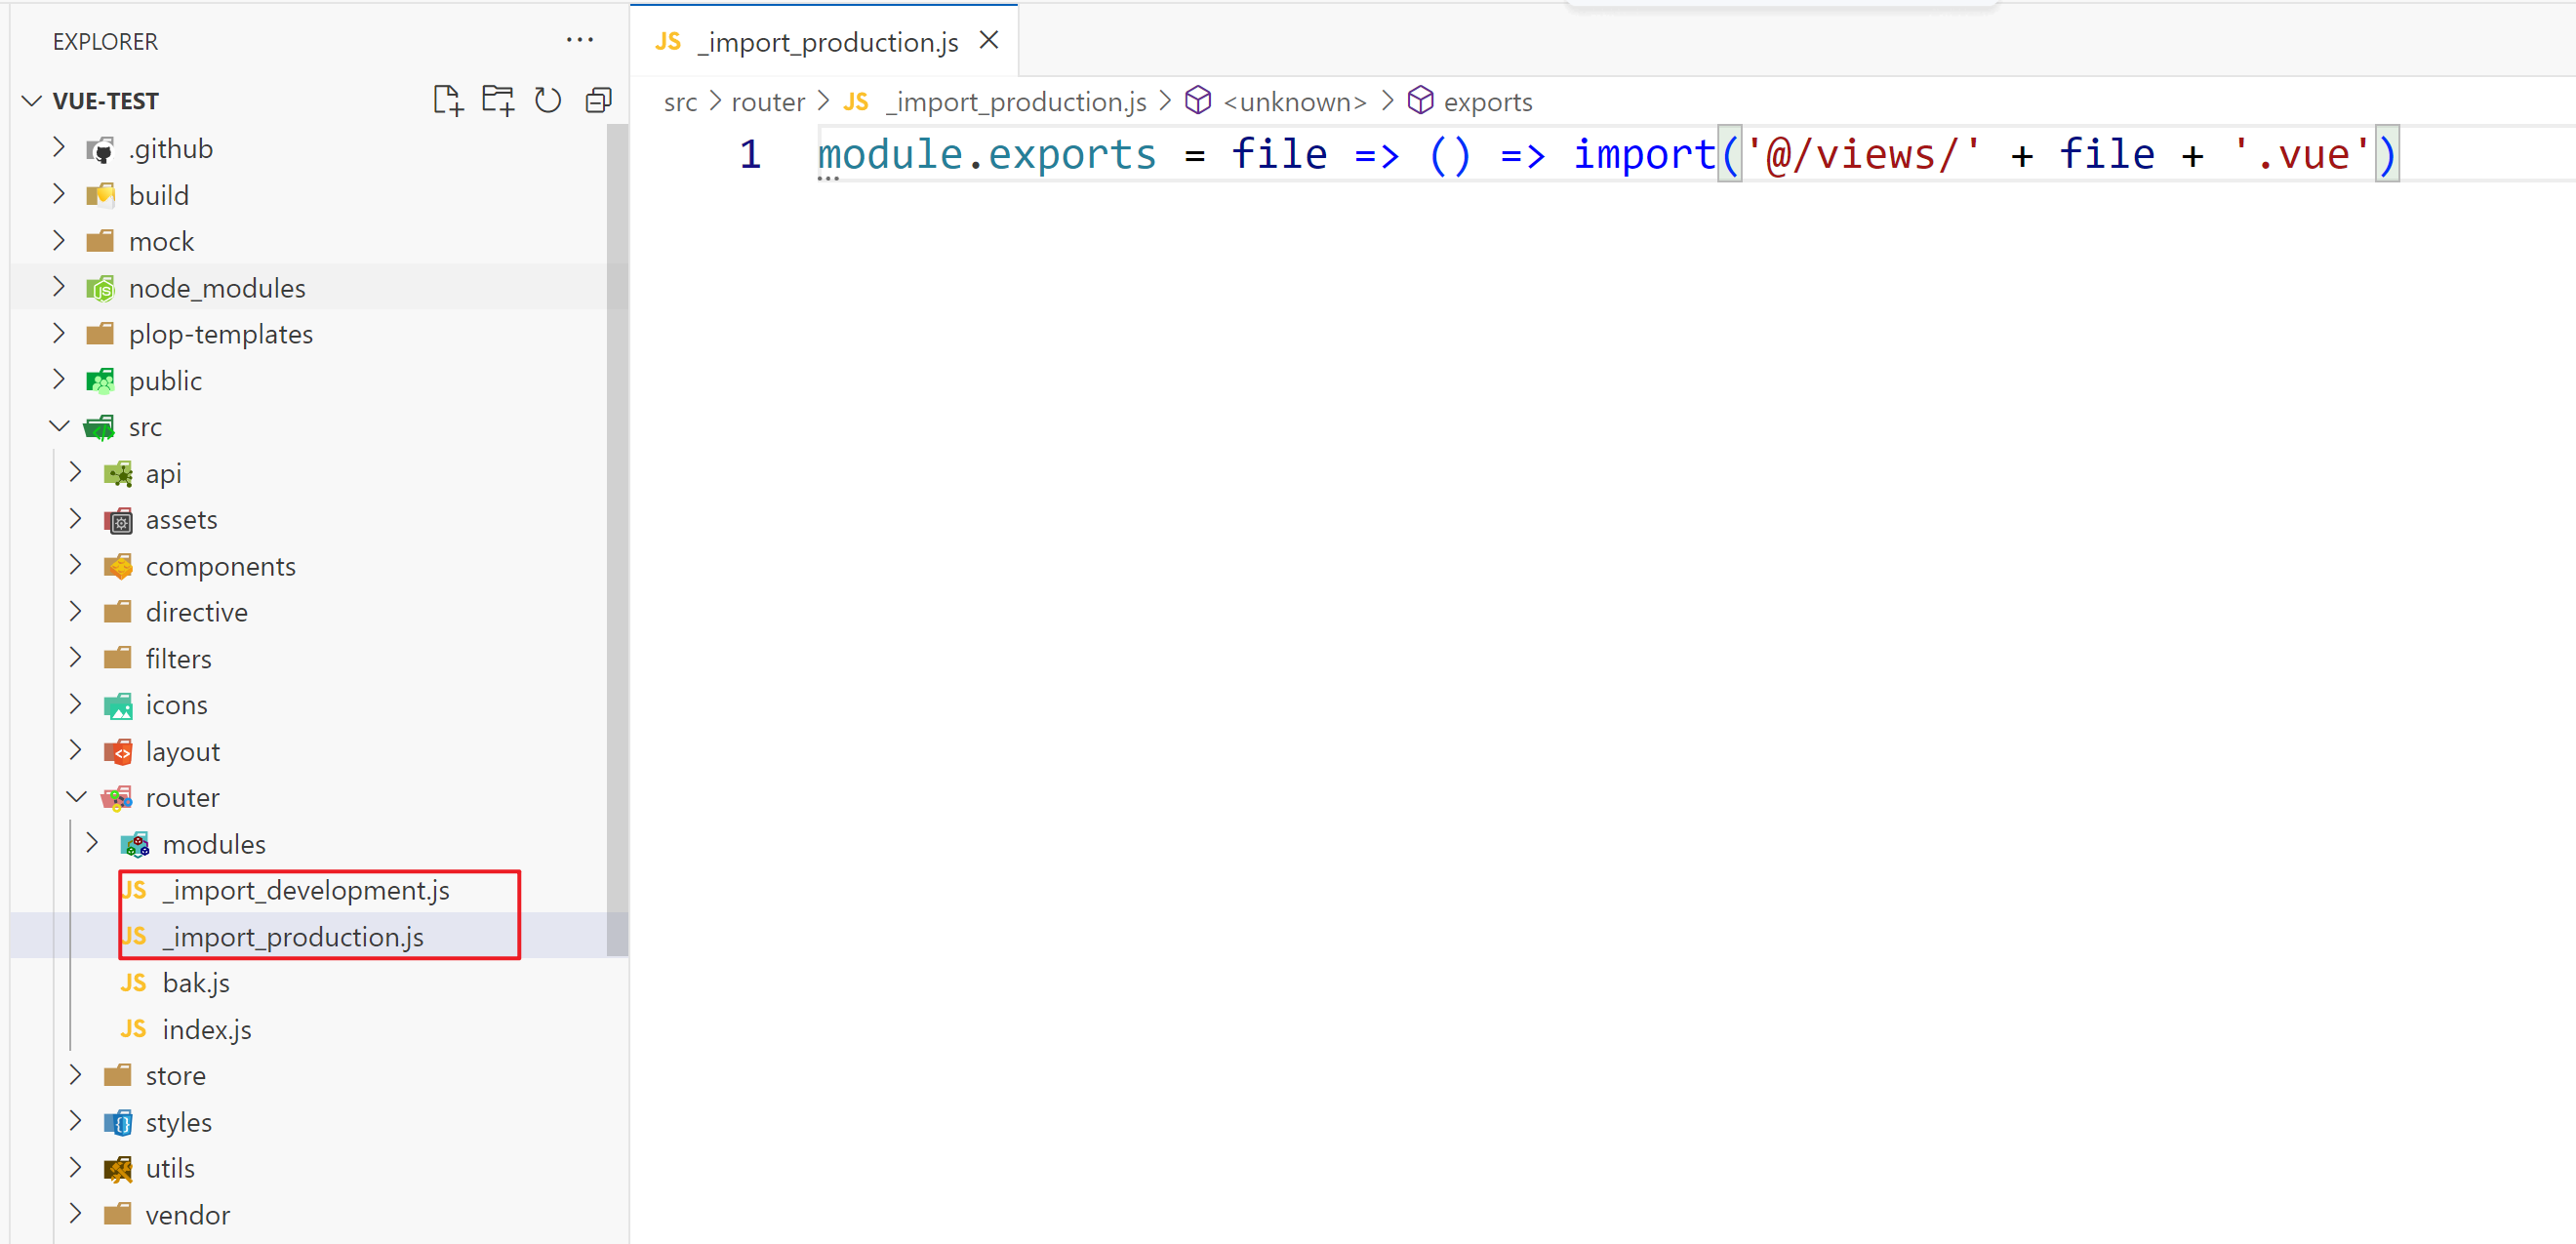 EXPLORER
VUE-TEST
.github
build
mock
node_modules
plop-templates
public
src
api
assets
components
directive
filters
icons
layout
router
modules
JS _import_development.js
JS _import_production.js
JS bak.js
JS index.js
store
styles
utils
vendor
JS _import_production.js
src > router > JS _import_production.js > <unknown> > exports
1 module.exports = file => () => import('@/views/' + file + '.vue')